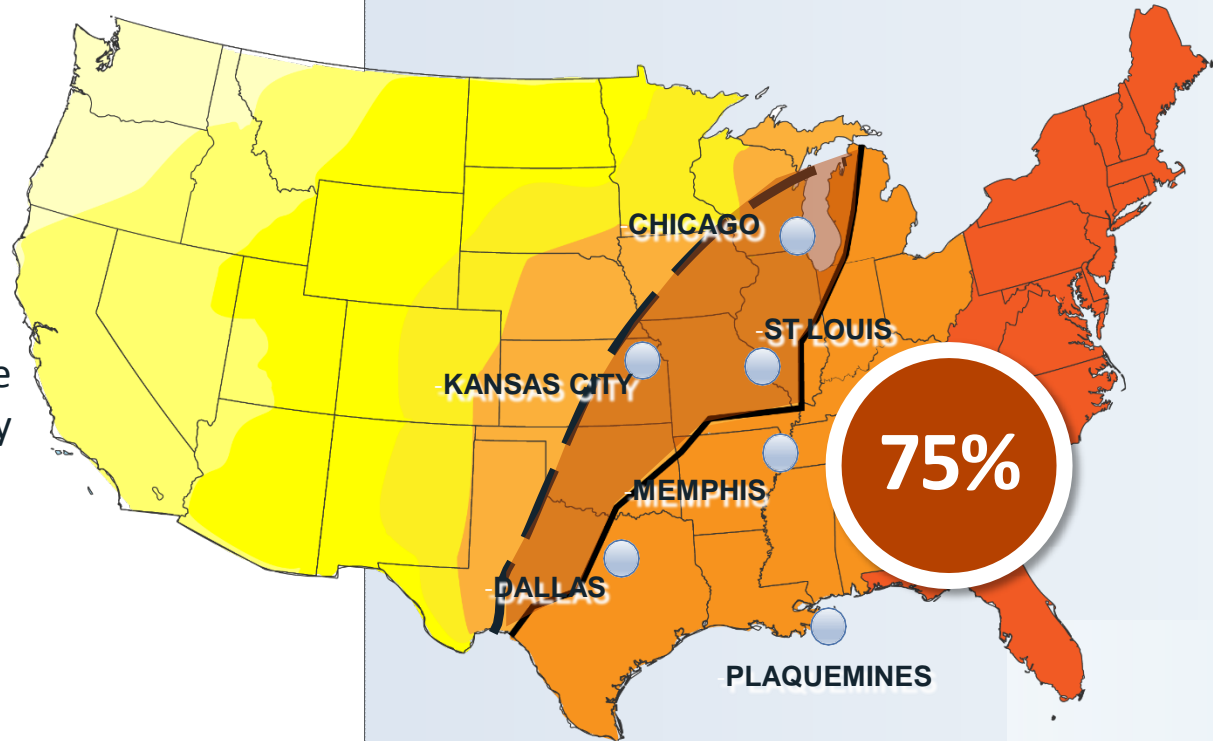 CHICAGO
ST LOUIS
e
KANSAS CITY
y
75%
MEMPHIS
DALLAS
PLAQUEMINES